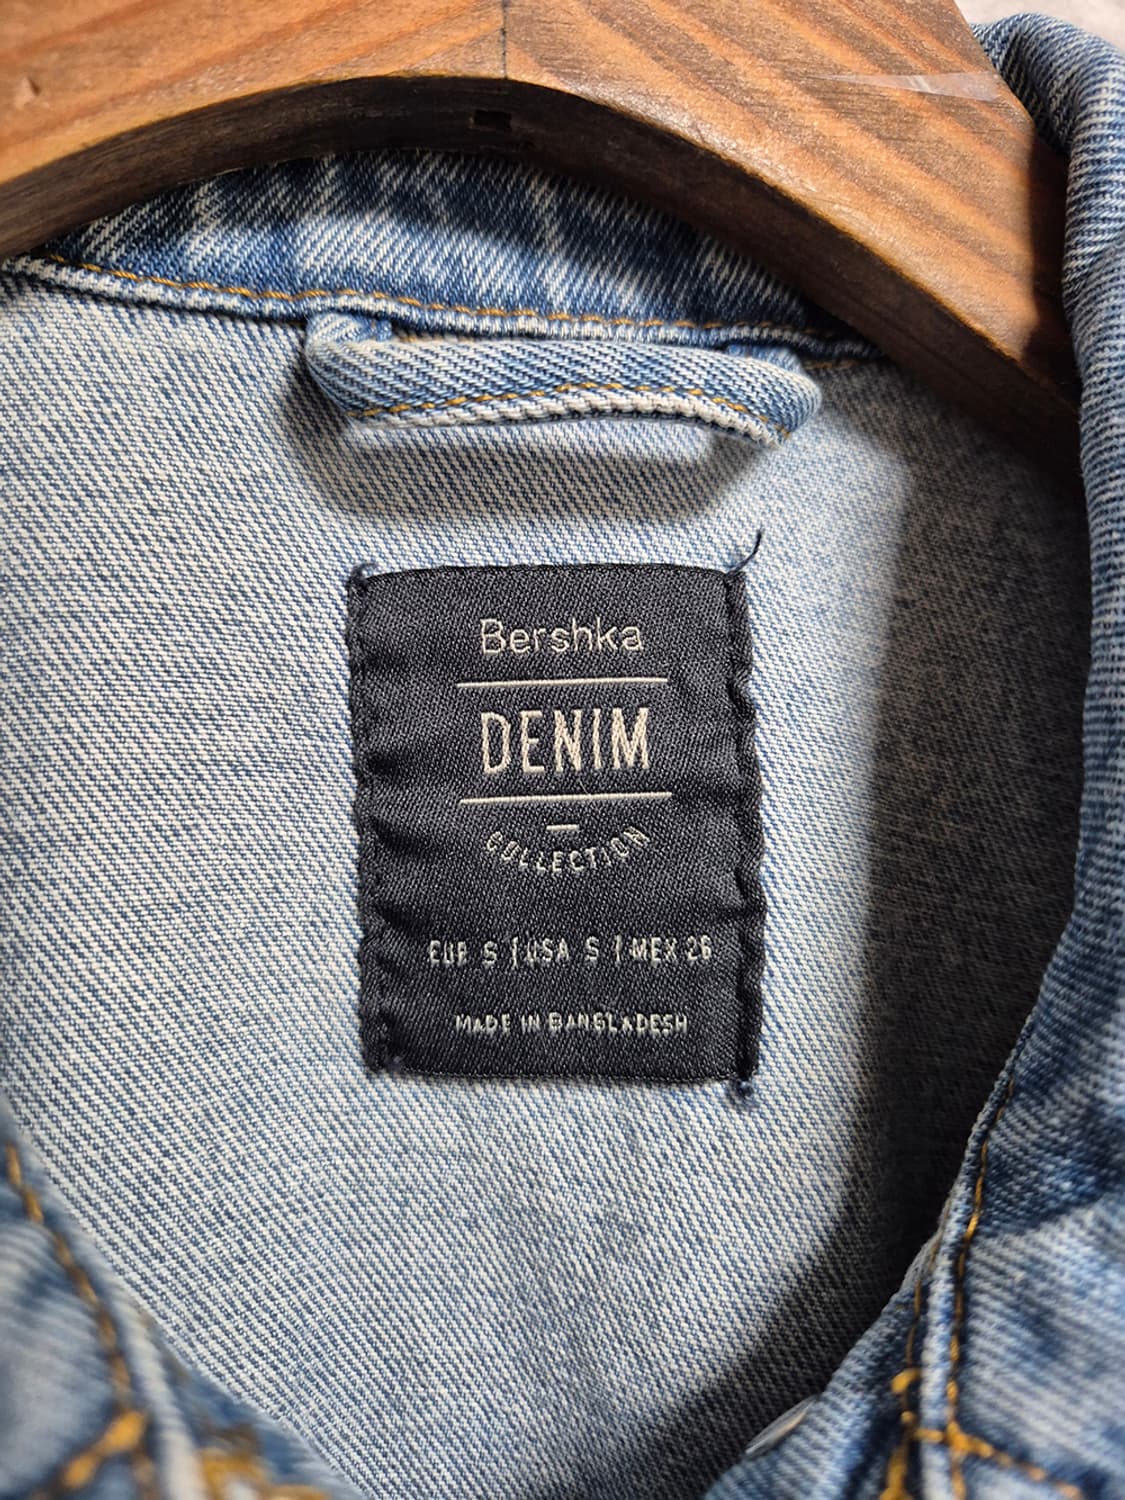 Bershka
DENIM
COLLECTION
EUR S | USA S | MEX 26
MADE IN BANGLADESH